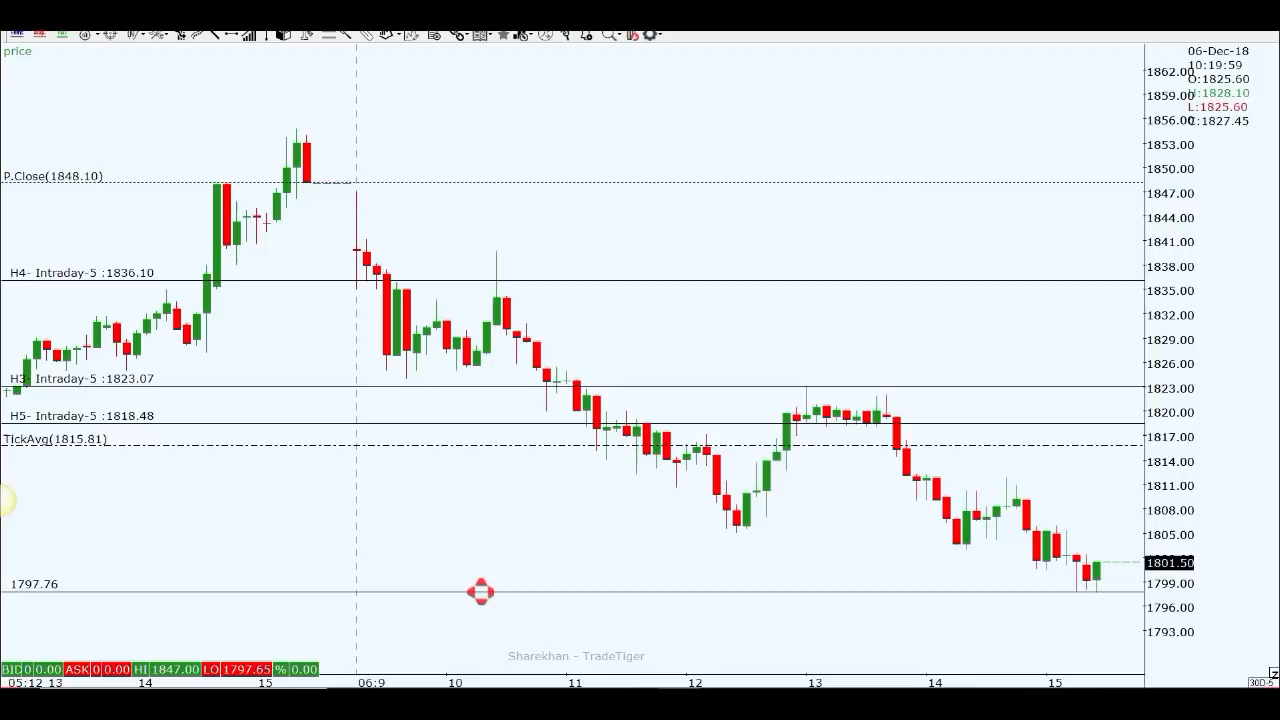 price
06-Dec-18
10:19:59
O:1825.60
H:1828.10
L:1825.60
C:1827.45
1862.00
1859.00
1856.00
1853.00
1850.00
1847.00
1844.00
1841.00
1838.00
1835.00
1832.00
1829.00
1826.00
1823.00
1820.00
1817.00
1814.00
1811.00
1808.00
1805.00
1801.50
1799.00
1796.00
1793.00
P.Close(1848.10)
H4- Intraday-5 :1836.10
H3- Intraday-5 :1823.07
H5- Intraday-5 :1818.48
TickAvg(1815.81)
1797.76
Sharekhan - TradeTiger
BID 0 0.00 ASK 0 0.00 HI 1847.00 LO 1797.65 % 0.00
05:12 13 14 15 06:9 10 11 12 13 14 15
30D-5